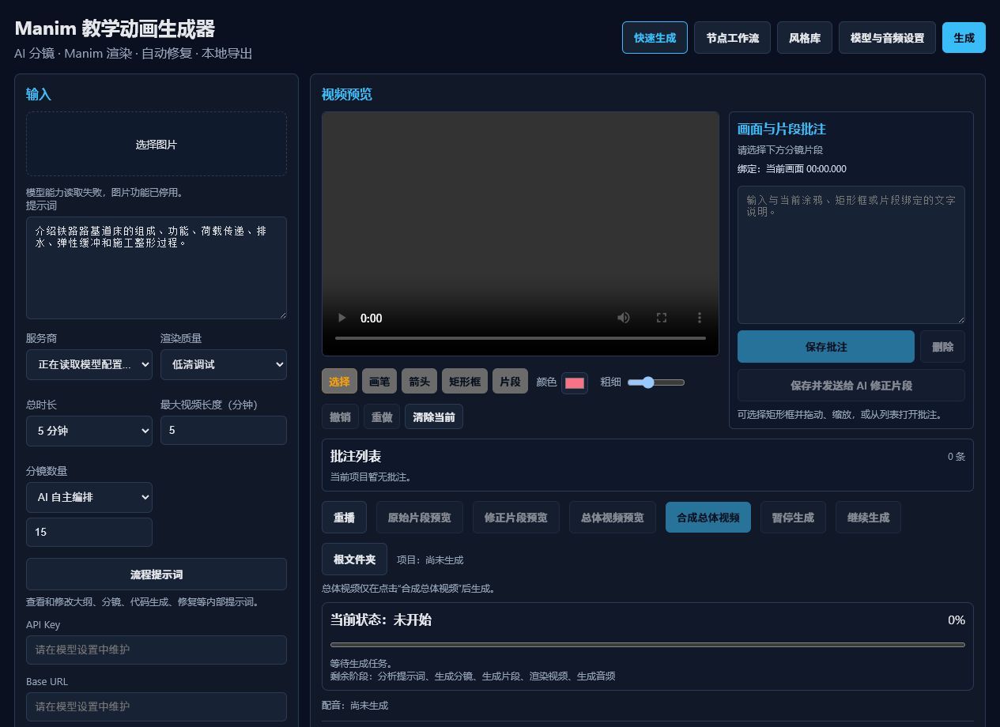 Manim 教学动画生成器
AI 分镜 · Manim 渲染 · 自动修复 · 本地导出
快速生成
节点工作流
风格库
模型与音频设置
生成
输入
选择图片
模型能力读取失败，图片功能已停用。
提示词
介绍铁路路基道床的组成、功能、荷载传递、排
水、弹性缓冲和施工整形过程。
服务商
渲染质量
正在读取模型配置...
低清调试
总时长
最大视频长度（分钟）
5 分钟
5
分镜数量
AI 自主编排
15
流程提示词
查看和修改大纲、分镜、代码生成、修复等内部提示词。
API Key
请在模型设置中维护
Base URL
请在模型设置中维护
视频预览
0:00
画面与片段批注
请选择下方分镜片段
绑定：当前画面 00:00.000
输入与当前涂鸦、矩形框或片段绑定的文字
说明。
保存批注
删除
保存并发送给 AI 修正片段
可选择矩形框并拖动、缩放，或从列表打开批注。
选择
画笔
箭头
矩形框
片段
颜色
粗细
撤销
重做
清除当前
批注列表
0 条
当前项目暂无批注。
重播
原始片段预览
修正片段预览
总体视频预览
合成总体视频
暂停生成
继续生成
根文件夹
项目：尚未生成
总体视频仅在点击“合成总体视频”后生成。
当前状态：未开始
0%
等待生成任务。
剩余阶段：分析提示词、生成分镜、生成片段、渲染视频、生成音频
配音：尚未生成